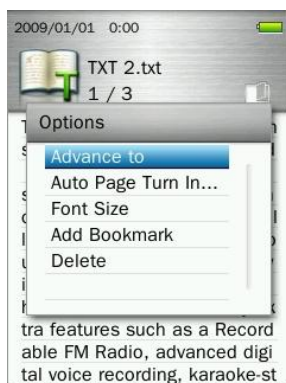 2009/01/01 0:00
TXT 2.txt
1 / 3
Options
Advance to
Auto Page Turn In...
Font Size
Add Bookmark
Delete
tra features such as a Record
able FM Radio, advanced digi
tal voice recording, karaoke-st